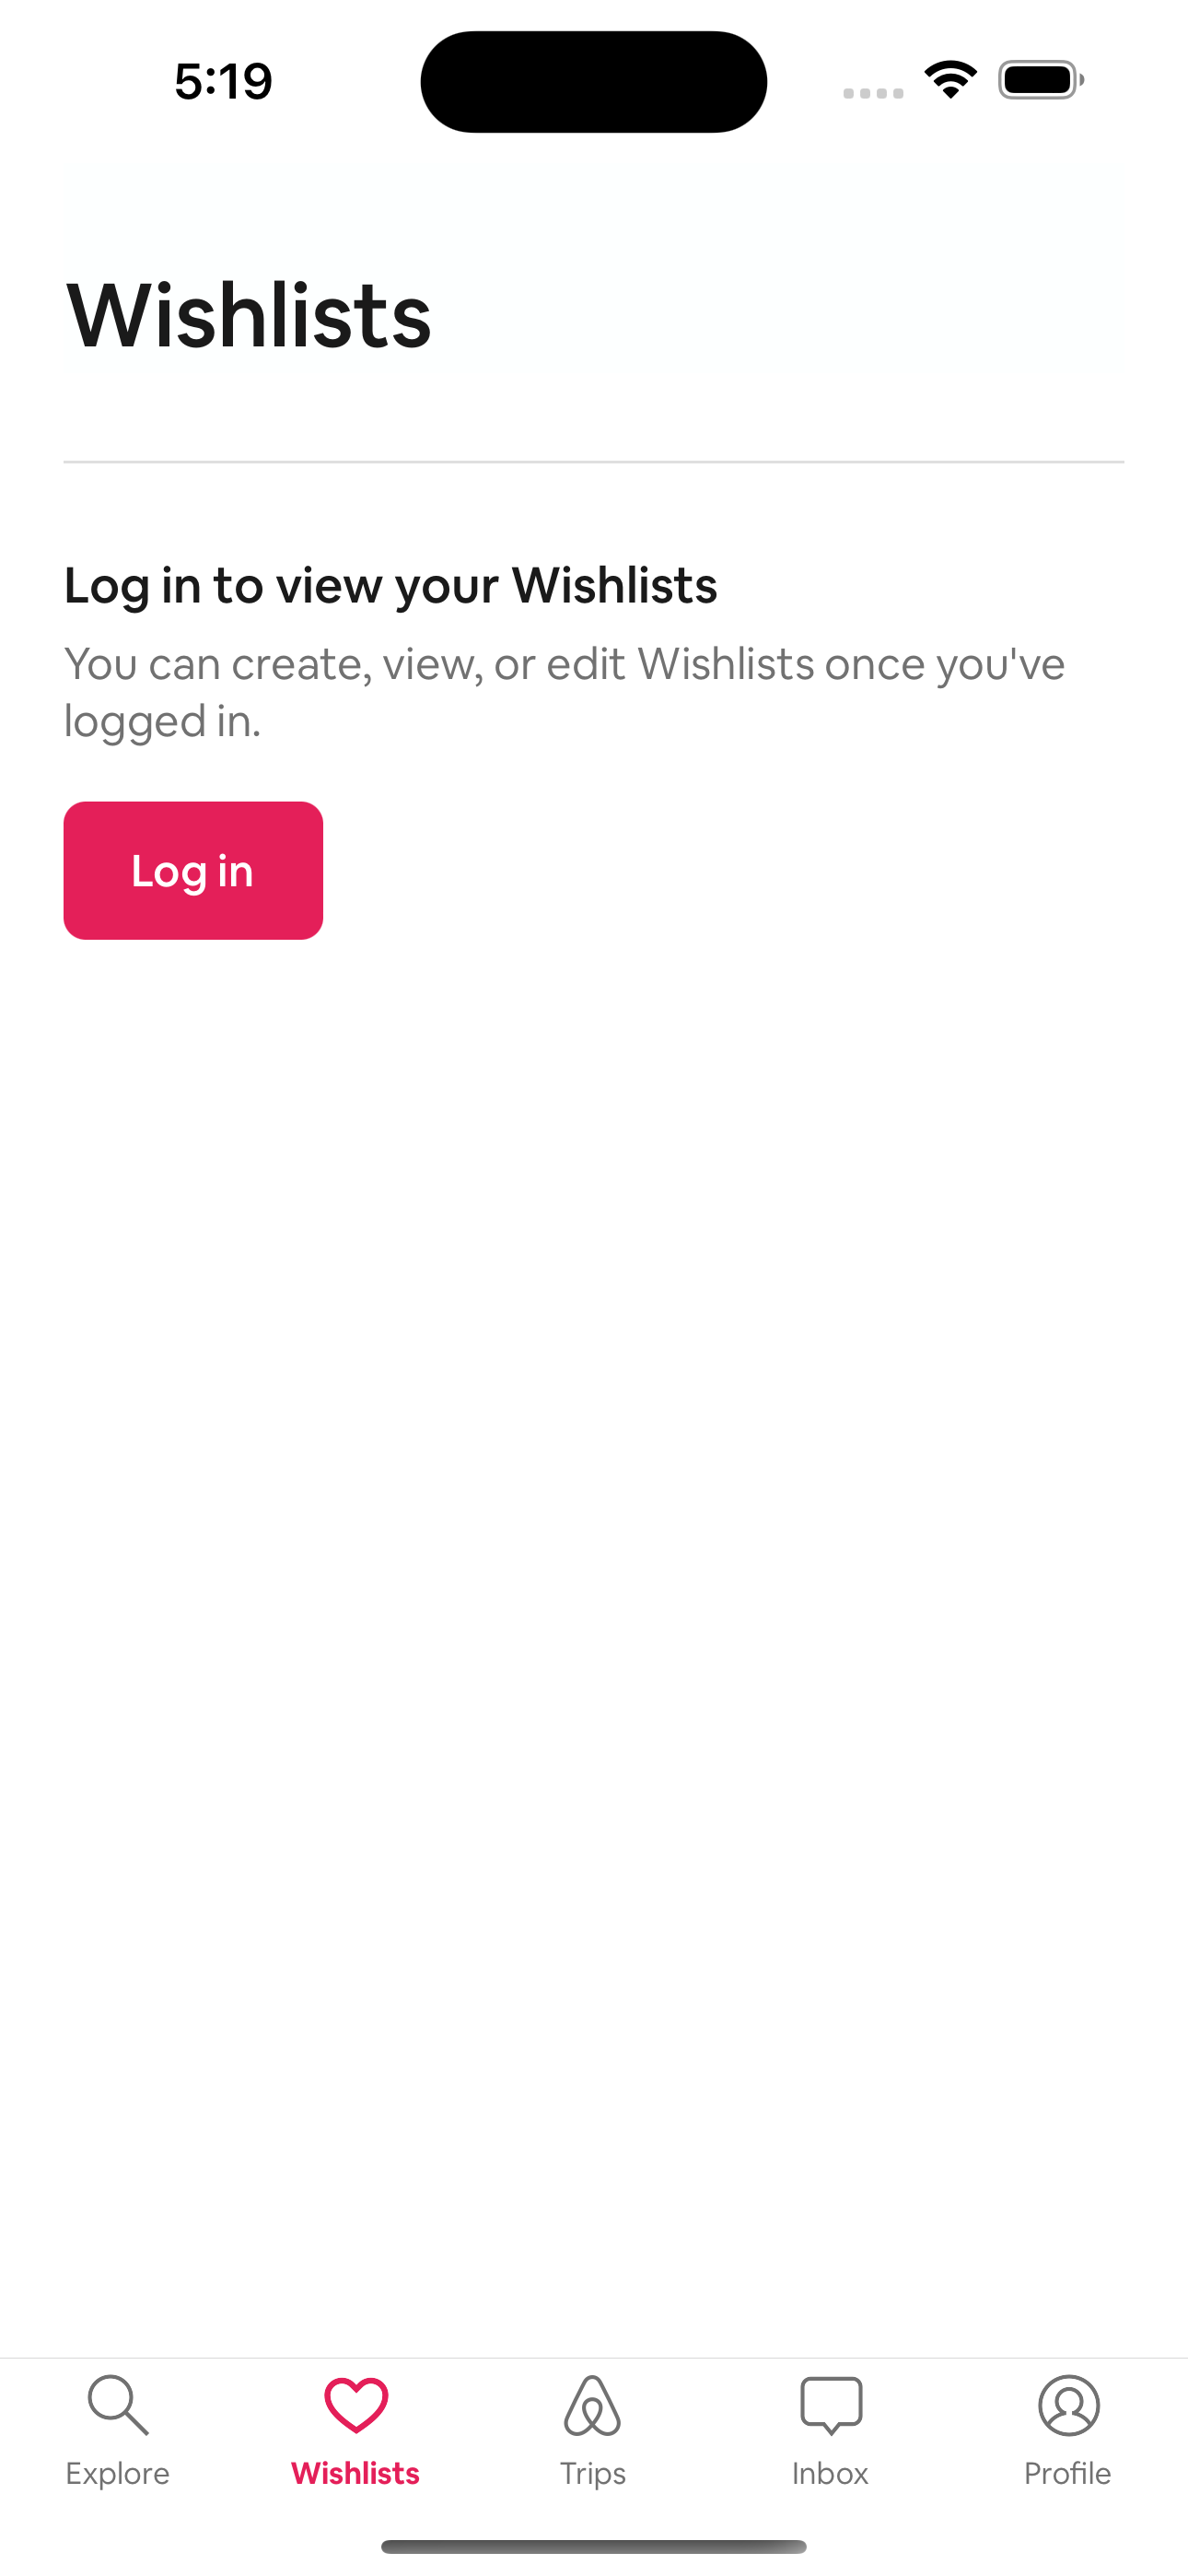 5:19
Wishlists
Log in to view your Wishlists
You can create, view, or edit Wishlists once you've
logged in.
Log in
Explore
Wishlists
Trips
Inbox
Profile